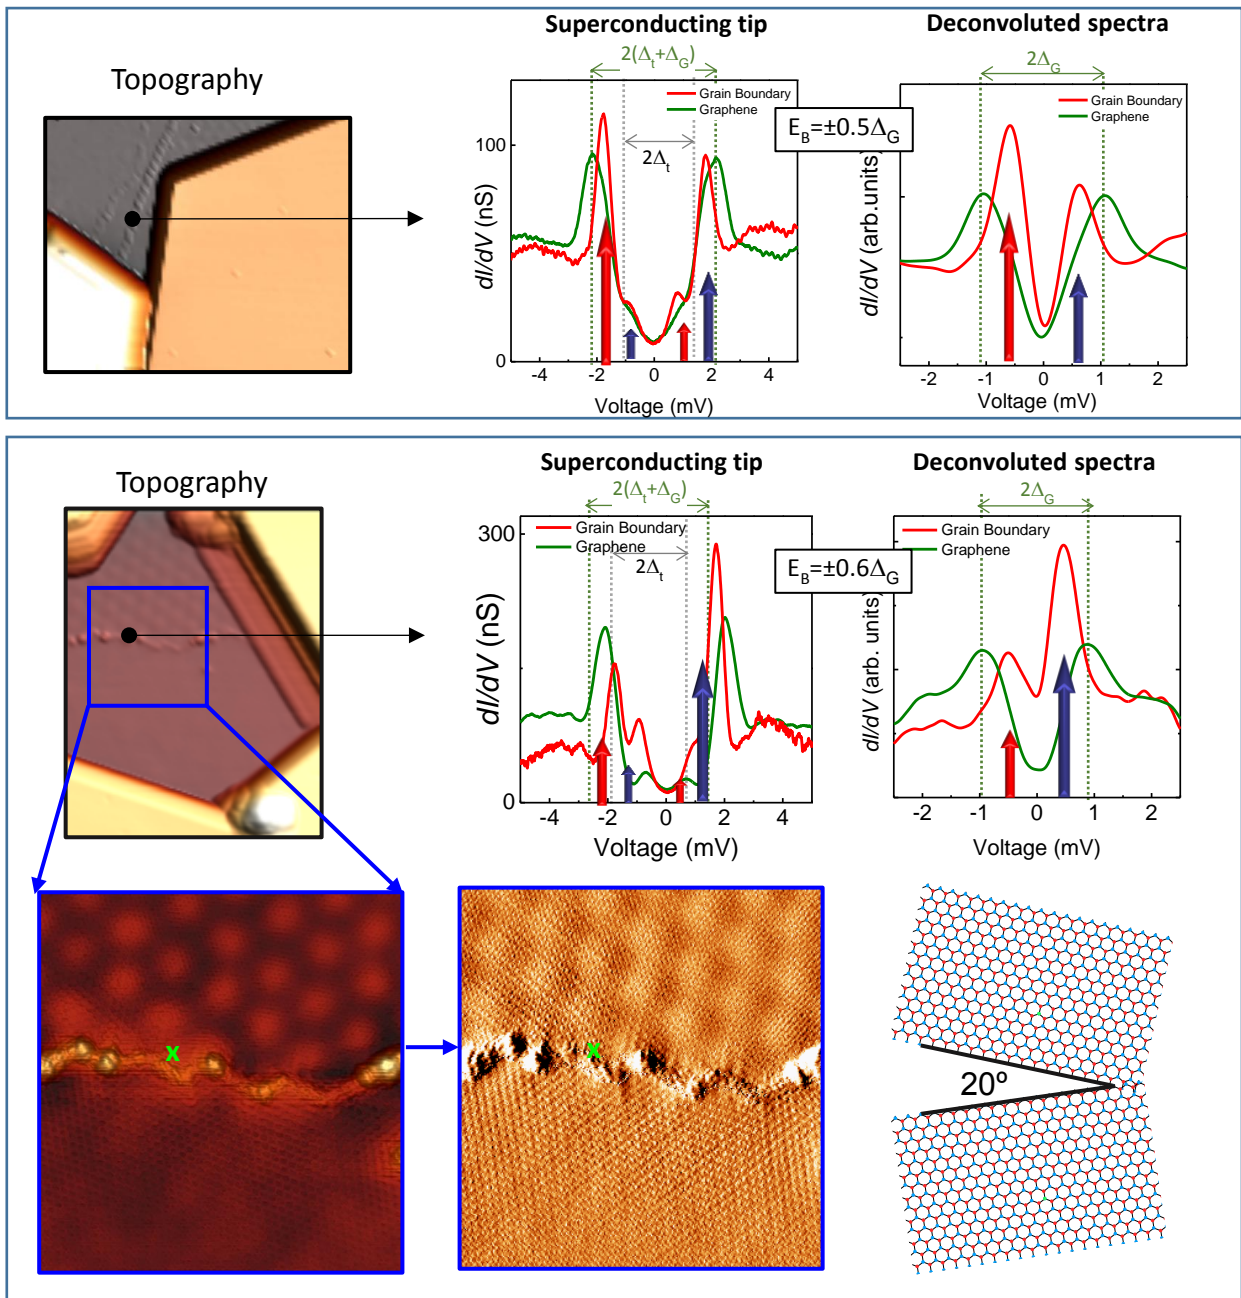 Superconducting tip
Deconvoluted spectra
Topography
2(Δt+ΔG)
2ΔG
Grain Boundary
Graphene
Grain Boundary
Graphene
EB=±0.5ΔG
2Δt
100
0
dI/dV (nS)
dI/dV (arb.units)
-4 -2 0 2 4
Voltage (mV)
-2 -1 0 1 2
Voltage (mV)
Superconducting tip
Deconvoluted spectra
Topography
2(Δt+ΔG)
2ΔG
Grain Boundary
Graphene
Grain Boundary
Graphene
EB=±0.6ΔG
2Δt
300
0
dI/dV (nS)
dI/dV (arb. units)
-4 -2 0 2 4
Voltage (mV)
-2 -1 0 1 2
Voltage (mV)
x
x
20º